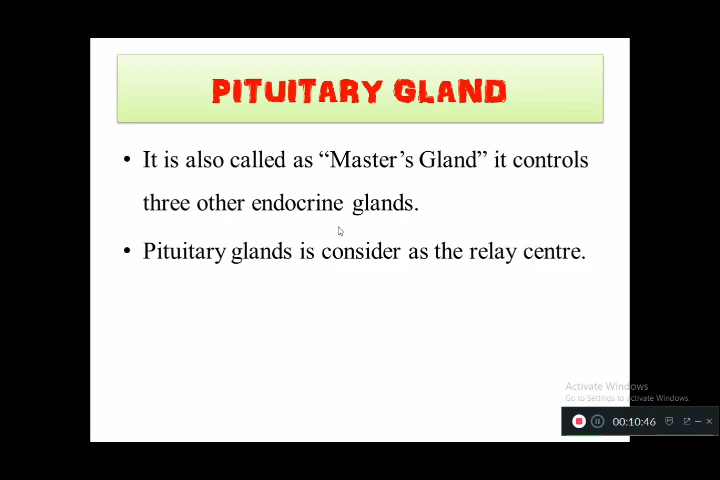 PITUITARY GLAND
• It is also called as “Master’s Gland” it controls
three other endocrine glands.
• Pituitary glands is consider as the relay centre.
Activate Windows
Go to Settings to activate Windows.
00:10:46